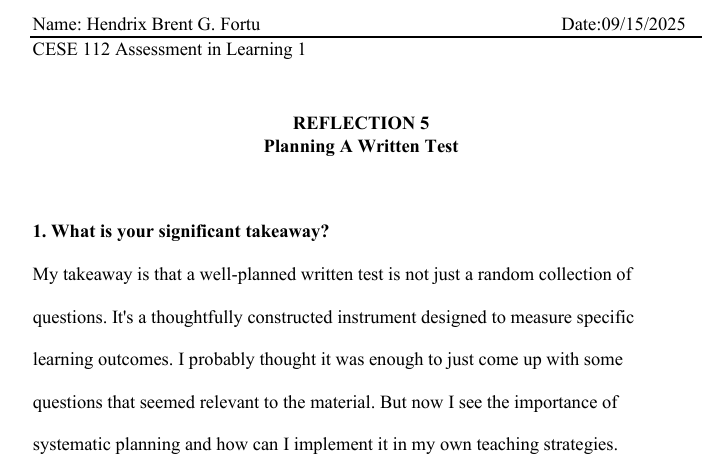 Name: Hendrix Brent G. Fortu Date:09/15/2025
CESE 112 Assessment in Learning 1
REFLECTION 5
Planning A Written Test
1. What is your significant takeaway?
My takeaway is that a well-planned written test is not just a random collection of
questions. It's a thoughtfully constructed instrument designed to measure specific
learning outcomes. I probably thought it was enough to just come up with some
questions that seemed relevant to the material. But now I see the importance of
systematic planning and how can I implement it in my own teaching strategies.